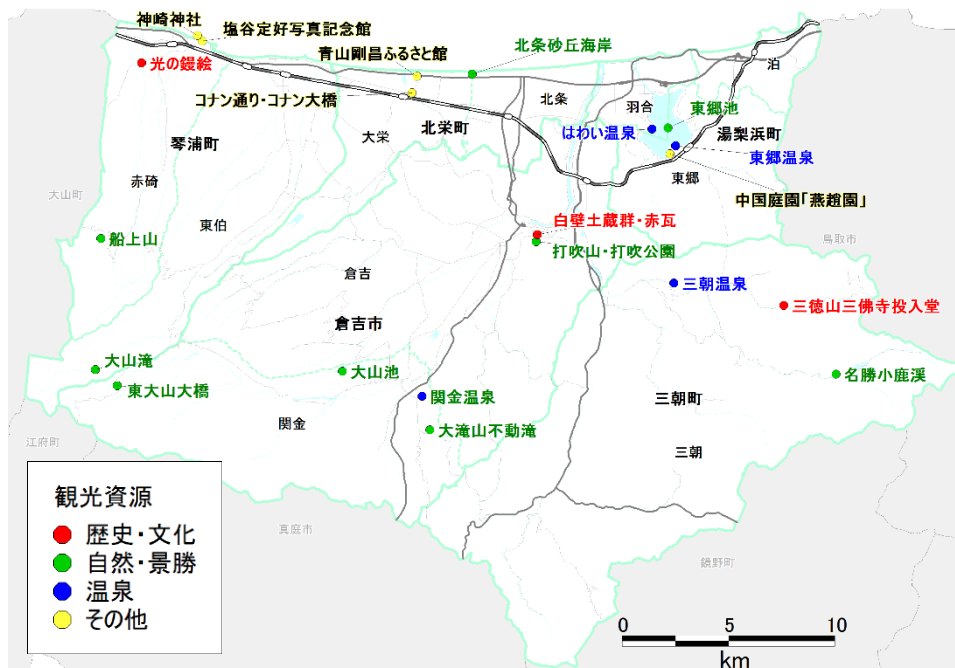 神崎神社
塩谷定好写真記念館
青山剛昌ふるさと館
北条砂丘海岸
光の鏝絵
泊
コナン通り・コナン大橋
北条
羽合
東郷池
北栄町
はわい温泉
湯梨浜町
大栄
琴浦町
東郷温泉
赤碕
東郷
大山町
中国庭園「燕趙園」
東伯
白壁土蔵群・赤瓦
船上山
打吹山・打吹公園
鳥取市
倉吉
三朝温泉
三徳山三佛寺投入堂
倉吉市
大山滝
大山池
名勝小鹿渓
東大山大橋
関金温泉
三朝町
関金
大滝山不動滝
江府町
三朝
真庭市
鏡野町
観光資源
歴史・文化
自然・景勝
温泉
その他
0 5 10
km